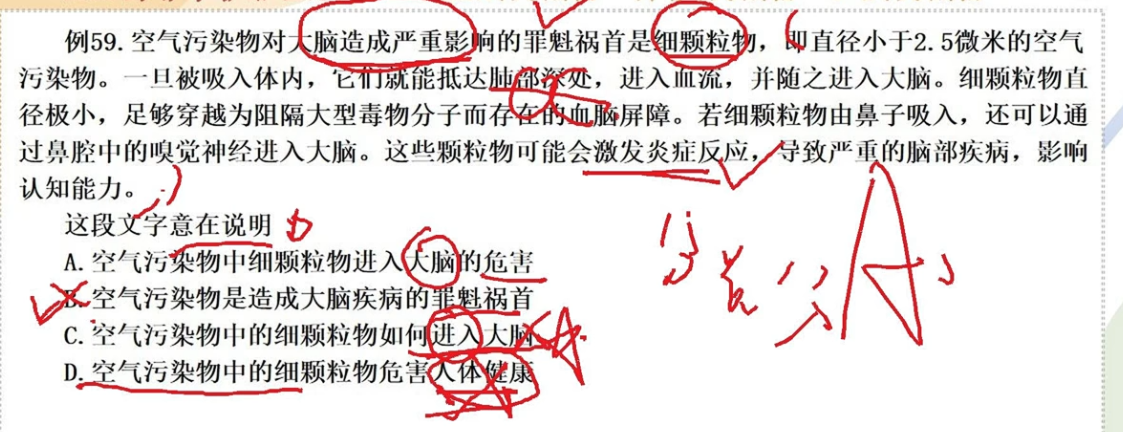 例59.空气污染物对大脑造成严重影响的罪魁祸首是细颗粒物，即直径小于2.5微米的空气
污染物。一旦被吸入体内，它们就能抵达肺部深处，进入血流，并随之进入大脑。细颗粒物直
径极小，足够穿越为阻隔大型毒物分子而存在的血脑屏障。若细颗粒物由鼻子吸入，还可以通
过鼻腔中的嗅觉神经进入大脑。这些颗粒物可能会激发炎症反应，导致严重的脑部疾病，影响
认知能力。
这段文字意在说明
A.空气污染物中细颗粒物进入大脑的危害
B.空气污染物是造成大脑疾病的罪魁祸首
C.空气污染物中的细颗粒物如何进入大脑
D.空气污染物中的细颗粒物危害人体健康